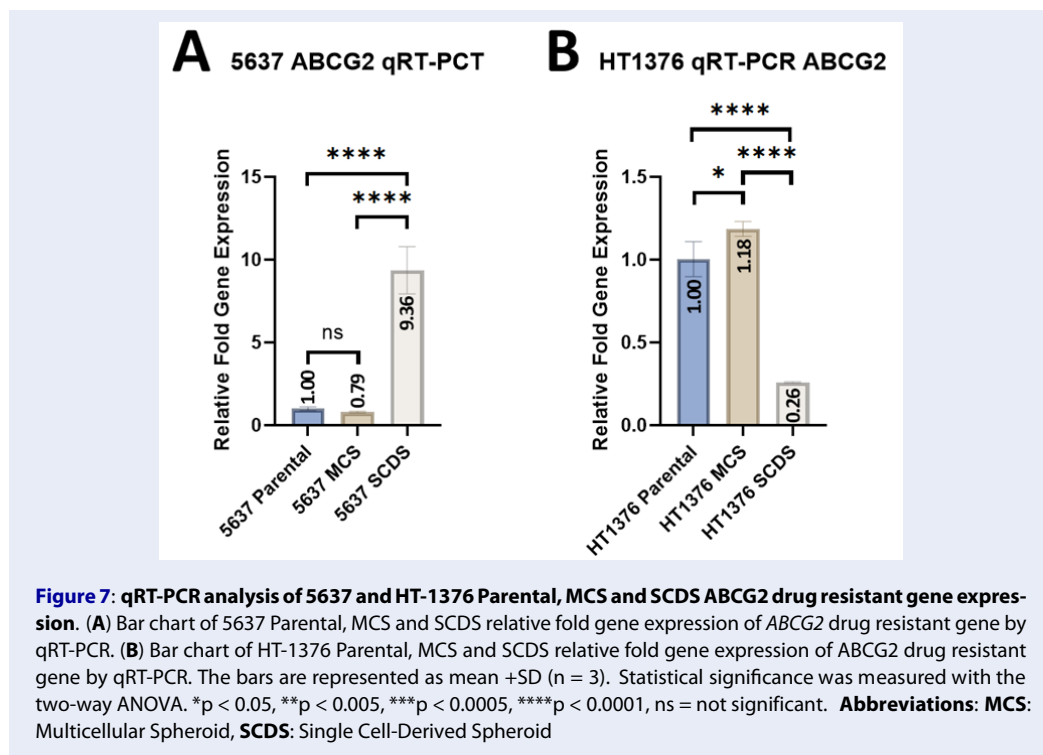 A 5637 ABCG2 qRT-PCT
Relative Fold Gene Expression
15
10
5
0
****
****
ns
1.00
0.79
9.36
5637 Parental
5637 MCS
5637 SCDS
B HT1376 qRT-PCR ABCG2
Relative Fold Gene Expression
1.5
1.0
0.5
0.0
****
****
*
1.00
1.18
0.26
HT1376 Parental
HT1376 MCS
HT1376 SCDS
Figure 7: qRT-PCR analysis of 5637 and HT-1376 Parental, MCS and SCDS ABCG2 drug resistant gene expres-
sion. (A) Bar chart of 5637 Parental, MCS and SCDS relative fold gene expression of ABCG2 drug resistant gene by
qRT-PCR. (B) Bar chart of HT-1376 Parental, MCS and SCDS relative fold gene expression of ABCG2 drug resistant
gene by qRT-PCR. The bars are represented as mean +SD (n = 3). Statistical significance was measured with the
two-way ANOVA. *p < 0.05, **p < 0.005, ***p < 0.0005, ****p < 0.0001, ns = not significant. Abbreviations: MCS:
Multicellular Spheroid, SCDS: Single Cell-Derived Spheroid